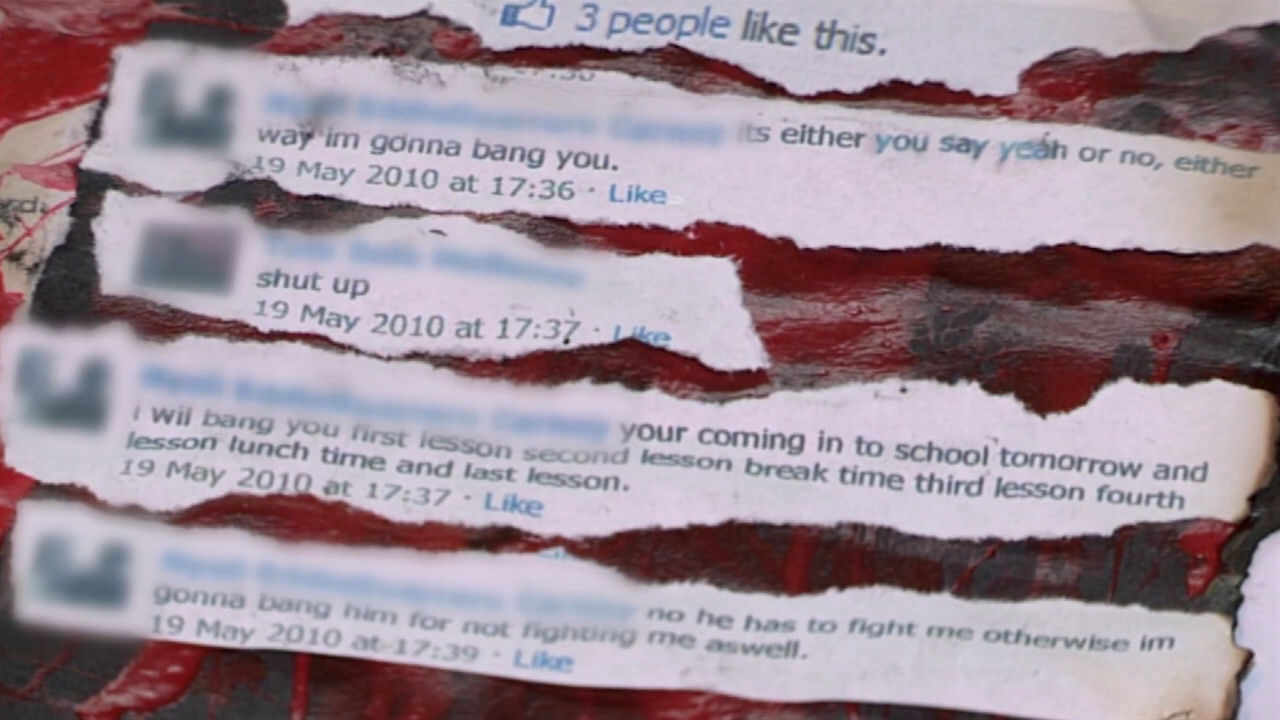 3 people like this.
its either you say yeah or no, either
way im gonna bang you.
19 May 2010 at 17:36 · Like
shut up
19 May 2010 at 17:37 · Like
your coming in to school tomorrow and
i Wil bang you first lesson second lesson break time third lesson fourth
lesson lunch time and last lesson.
19 May 2010 at 17:37 · Like
no he has to fight me otherwise im
gonna bang him for not fighting me aswell.
19 May 2010 at 17:39 · Like